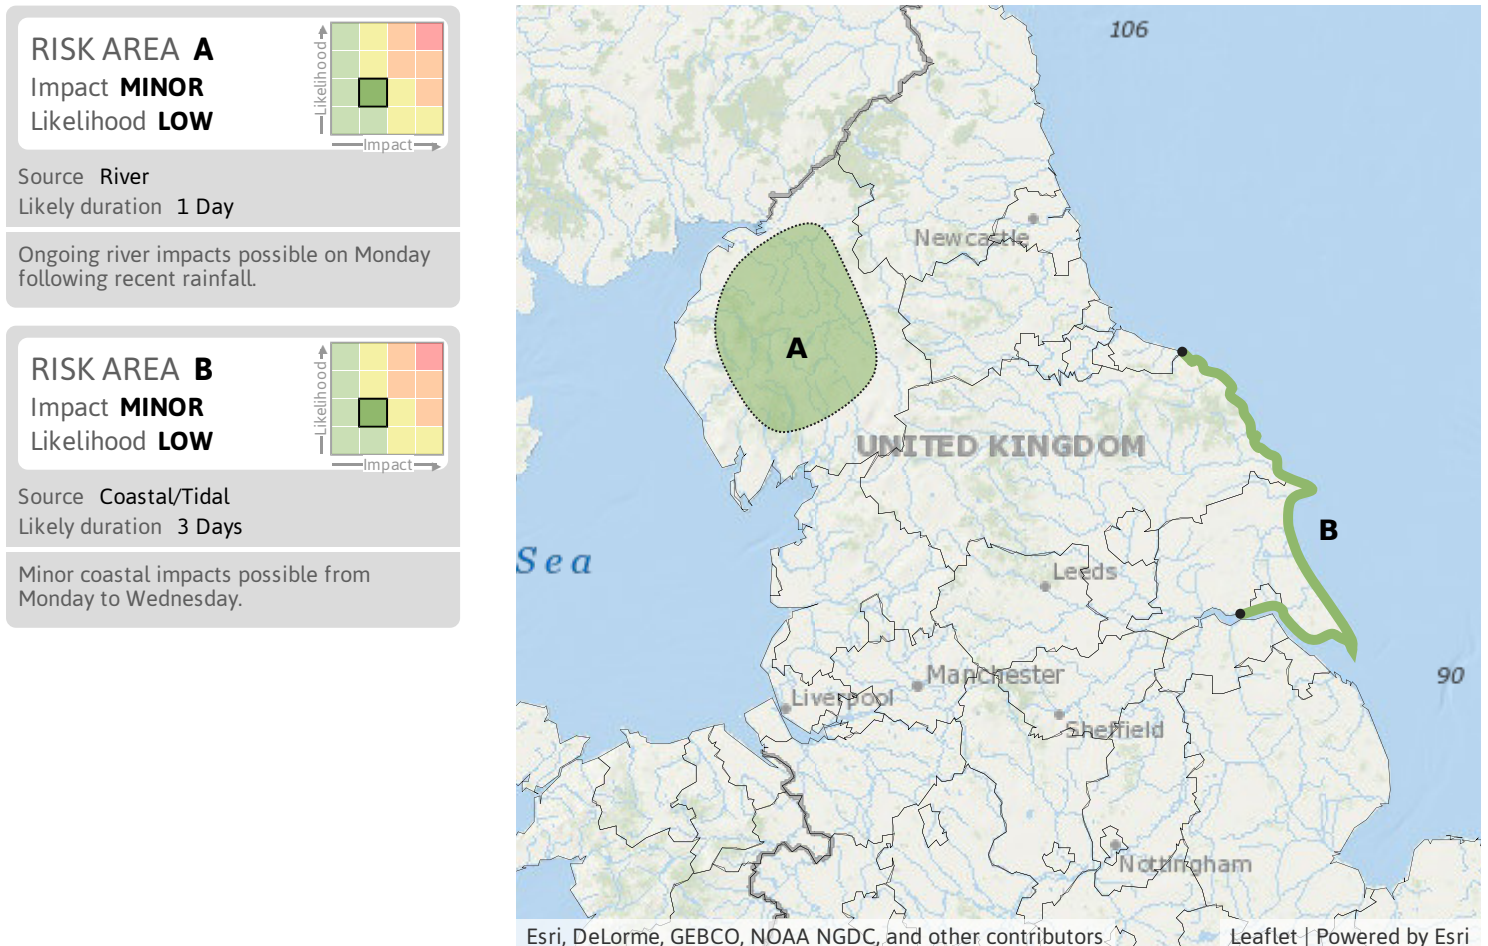 RISK AREA A
Impact MINOR
Likelihood LOW
Likelihood
Impact
Source River
Likely duration 1 Day
Ongoing river impacts possible on Monday
following recent rainfall.
RISK AREA B
Impact MINOR
Likelihood LOW
Likelihood
Impact
Source Coastal/Tidal
Likely duration 3 Days
Minor coastal impacts possible from
Monday to Wednesday.
106
Newcastle
A
UNITED KINGDOM
B
Sea
Leeds
Manchester
90
Liverpool
Sheffield
Nottingham
Esri, DeLorme, GEBCO, NOAA NGDC, and other contributors
Leaflet | Powered by Esri